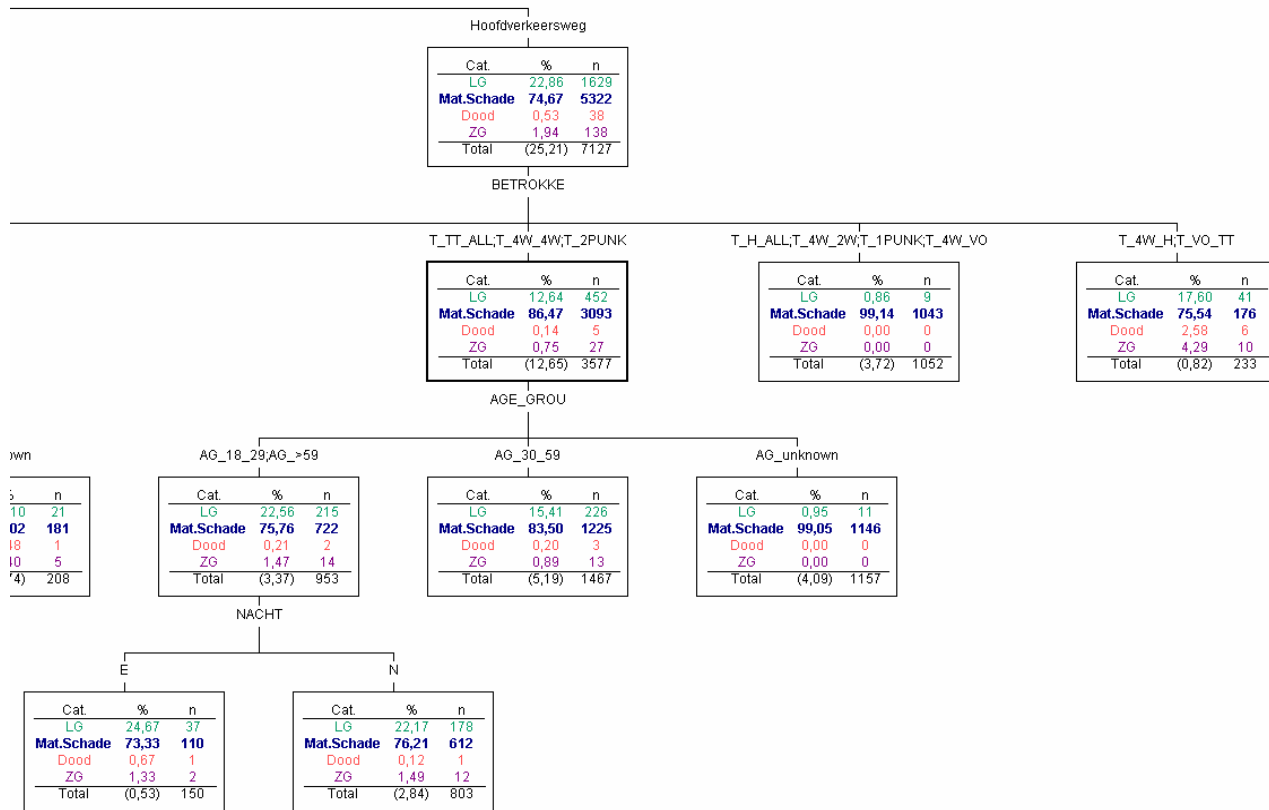 Hoofdverkeersweg
Cat. % n
LG 22,86 1629
Mat.Schade 74,67 5322
Dood 0,53 38
ZG 1,94 138
Total (25,21) 7127
BETROKKE
T_TT_ALL;T_4W_4W;T_2PUNK
Cat. % n
LG 12,64 452
Mat.Schade 86,47 3093
Dood 0,14 5
ZG 0,75 27
Total (12,65) 3577
T_H_ALL;T_4W_2W;T_1PUNK;T_4W_VO
Cat. % n
LG 0,86 9
Mat.Schade 99,14 1043
Dood 0,00 0
ZG 0,00 0
Total (3,72) 1052
T_4W_H;T_VO_TT
Cat. % n
LG 17,60 41
Mat.Schade 75,54 176
Dood 2,58 6
ZG 4,29 10
Total (0,82) 233
AGE_GROU
own
% n
10 21
02 181
48 1
40 5
74) 208
AG_18_29;AG_>59
Cat. % n
LG 22,56 215
Mat.Schade 75,76 722
Dood 0,21 2
ZG 1,47 14
Total (3,37) 953
AG_30_59
Cat. % n
LG 15,41 226
Mat.Schade 83,50 1225
Dood 0,20 3
ZG 0,89 13
Total (5,19) 1467
AG_unknown
Cat. % n
LG 0,95 11
Mat.Schade 99,05 1146
Dood 0,00 0
ZG 0,00 0
Total (4,09) 1157
NACHT
E
Cat. % n
LG 24,67 37
Mat.Schade 73,33 110
Dood 0,67 1
ZG 1,33 2
Total (0,53) 150
N
Cat. % n
LG 22,17 178
Mat.Schade 76,21 612
Dood 0,12 1
ZG 1,49 12
Total (2,84) 803